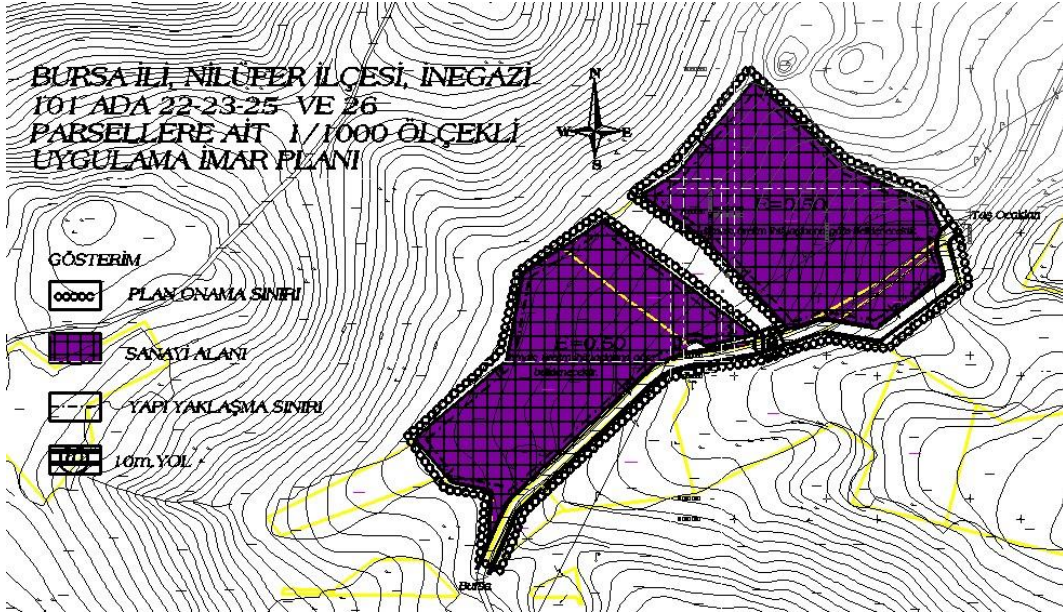 BURSA İLİ, NİLÜFER İLÇESİ, İNEGAZİ
101 ADA 22-23-25 VE 26
PARSELLERE AİT 1/1000 ÖLÇEKLİ
UYGULAMA İMAR PLANI
N
W E
S
E=0.50
Taş Ocakları
GÖSTERİM
PLAN ONAMA SINIRI
SANAYİ ALANI
E=0.50
YAPI YAKLAŞMA SINIRI
10m.YOL
Bursa